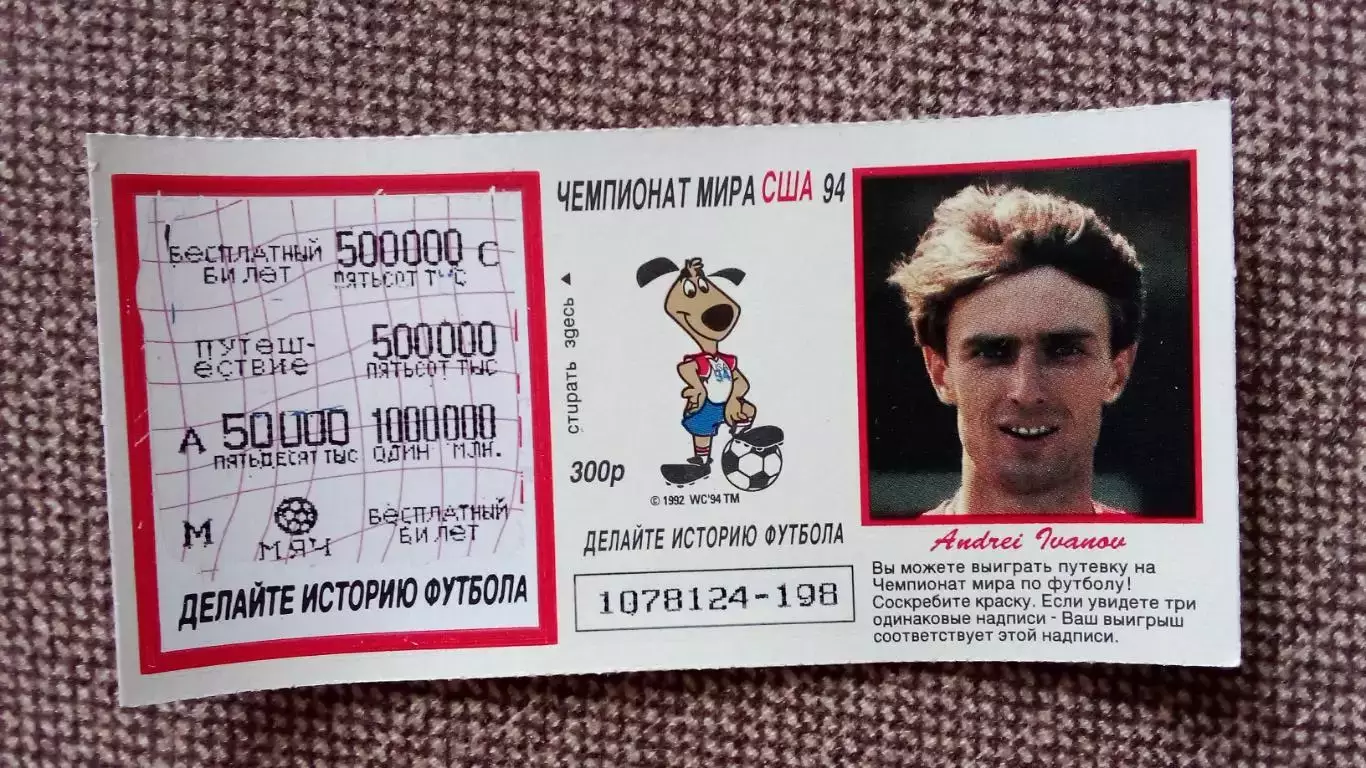 БЕСПЛАТНЫЙ
БИЛЕТ
500000 С
ПЯТЬСОТ ТЫС
ПУТЕШ-
ЕСТВИЕ
500000
ПЯТЬСОТ ТЫС
А 50000
ПЯТЬДЕСЯТ ТЫС
1000000
ОДИН МЛН.
М
МЯЧ
БЕСПЛАТНЫЙ
БИЛЕТ
ДЕЛАЙТЕ ИСТОРИЮ ФУТБОЛА
ЧЕМПИОНАТ МИРА США 94
стирать здесь
94
300р
© 1992 WC'94 TM
ДЕЛАЙТЕ ИСТОРИЮ ФУТБОЛА
1078124-198
Andrei Ivanov
Вы можете выиграть путевку на
Чемпионат мира по футболу!
Соскребите краску. Если увидете три
одинаковые надписи - Ваш выигрыш
соответствует этой надписи.